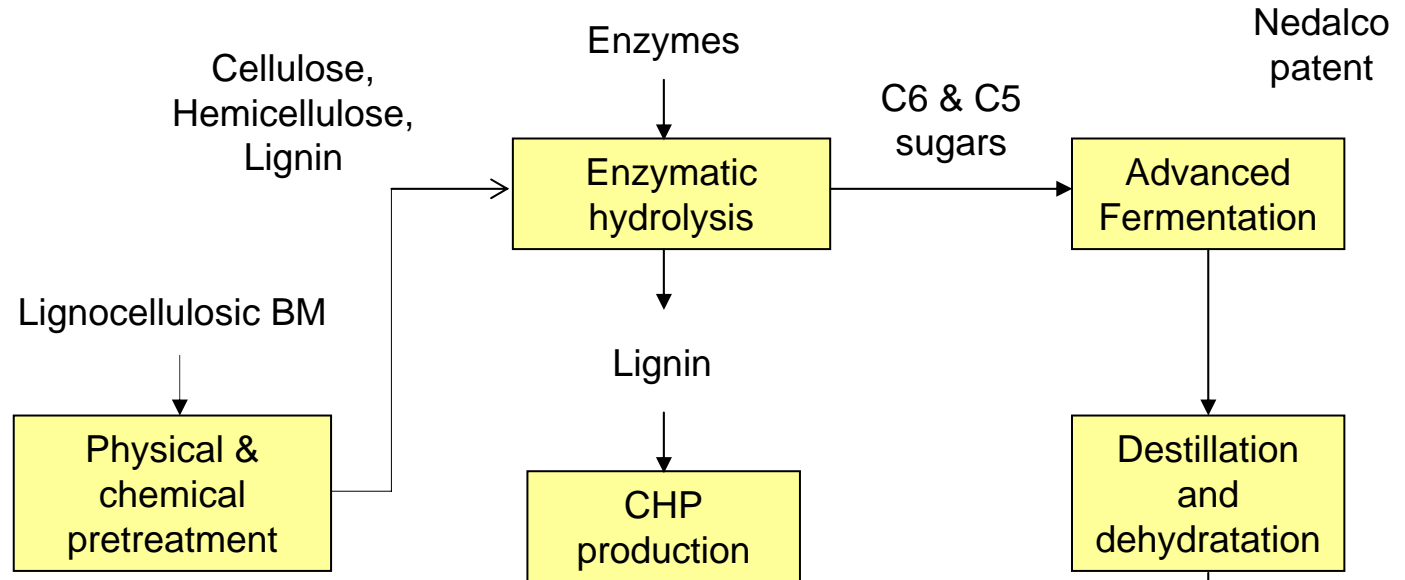 Nedalco
patent
Enzymes
Cellulose,
Hemicellulose,
Lignin
C6 & C5
sugars
Enzymatic
hydrolysis
Advanced
Fermentation
Lignocellulosic BM
Lignin
Physical &
chemical
pretreatment
CHP
production
Destillation
and
dehydratation